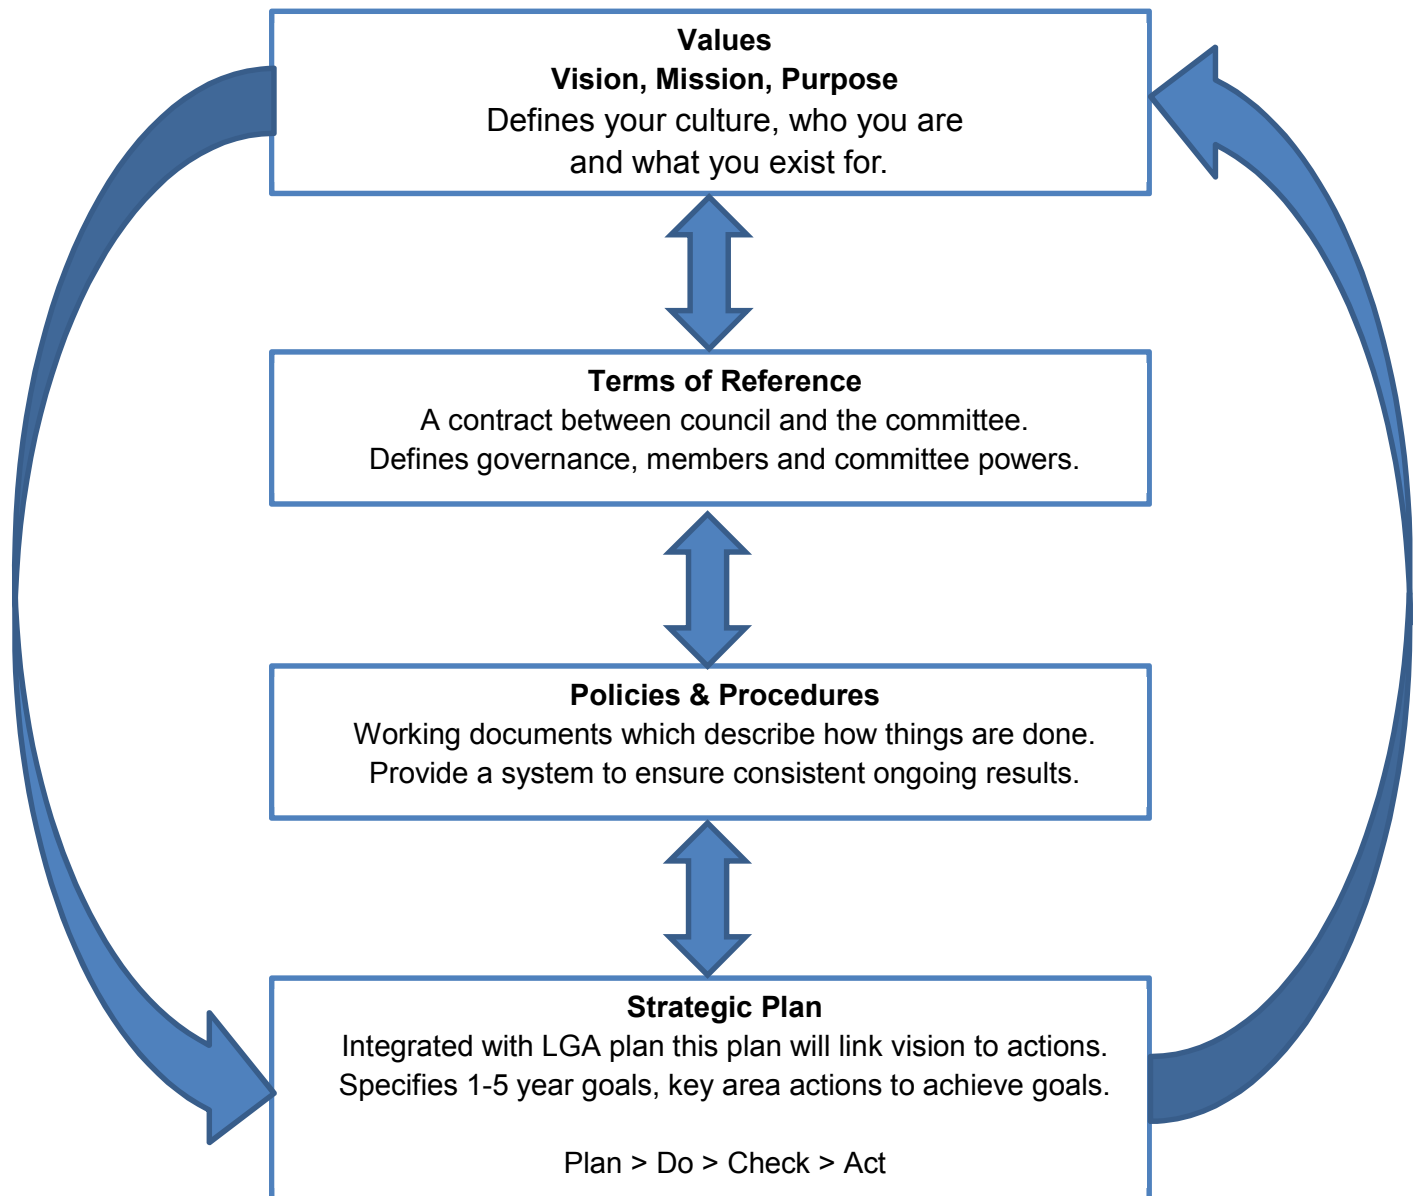 Values
Vision, Mission, Purpose
Defines your culture, who you are
and what you exist for.
Terms of Reference
A contract between council and the committee.
Defines governance, members and committee powers.
Policies & Procedures
Working documents which describe how things are done.
Provide a system to ensure consistent ongoing results.
Strategic Plan
Integrated with LGA plan this plan will link vision to actions.
Specifies 1-5 year goals, key area actions to achieve goals.
Plan > Do > Check > Act